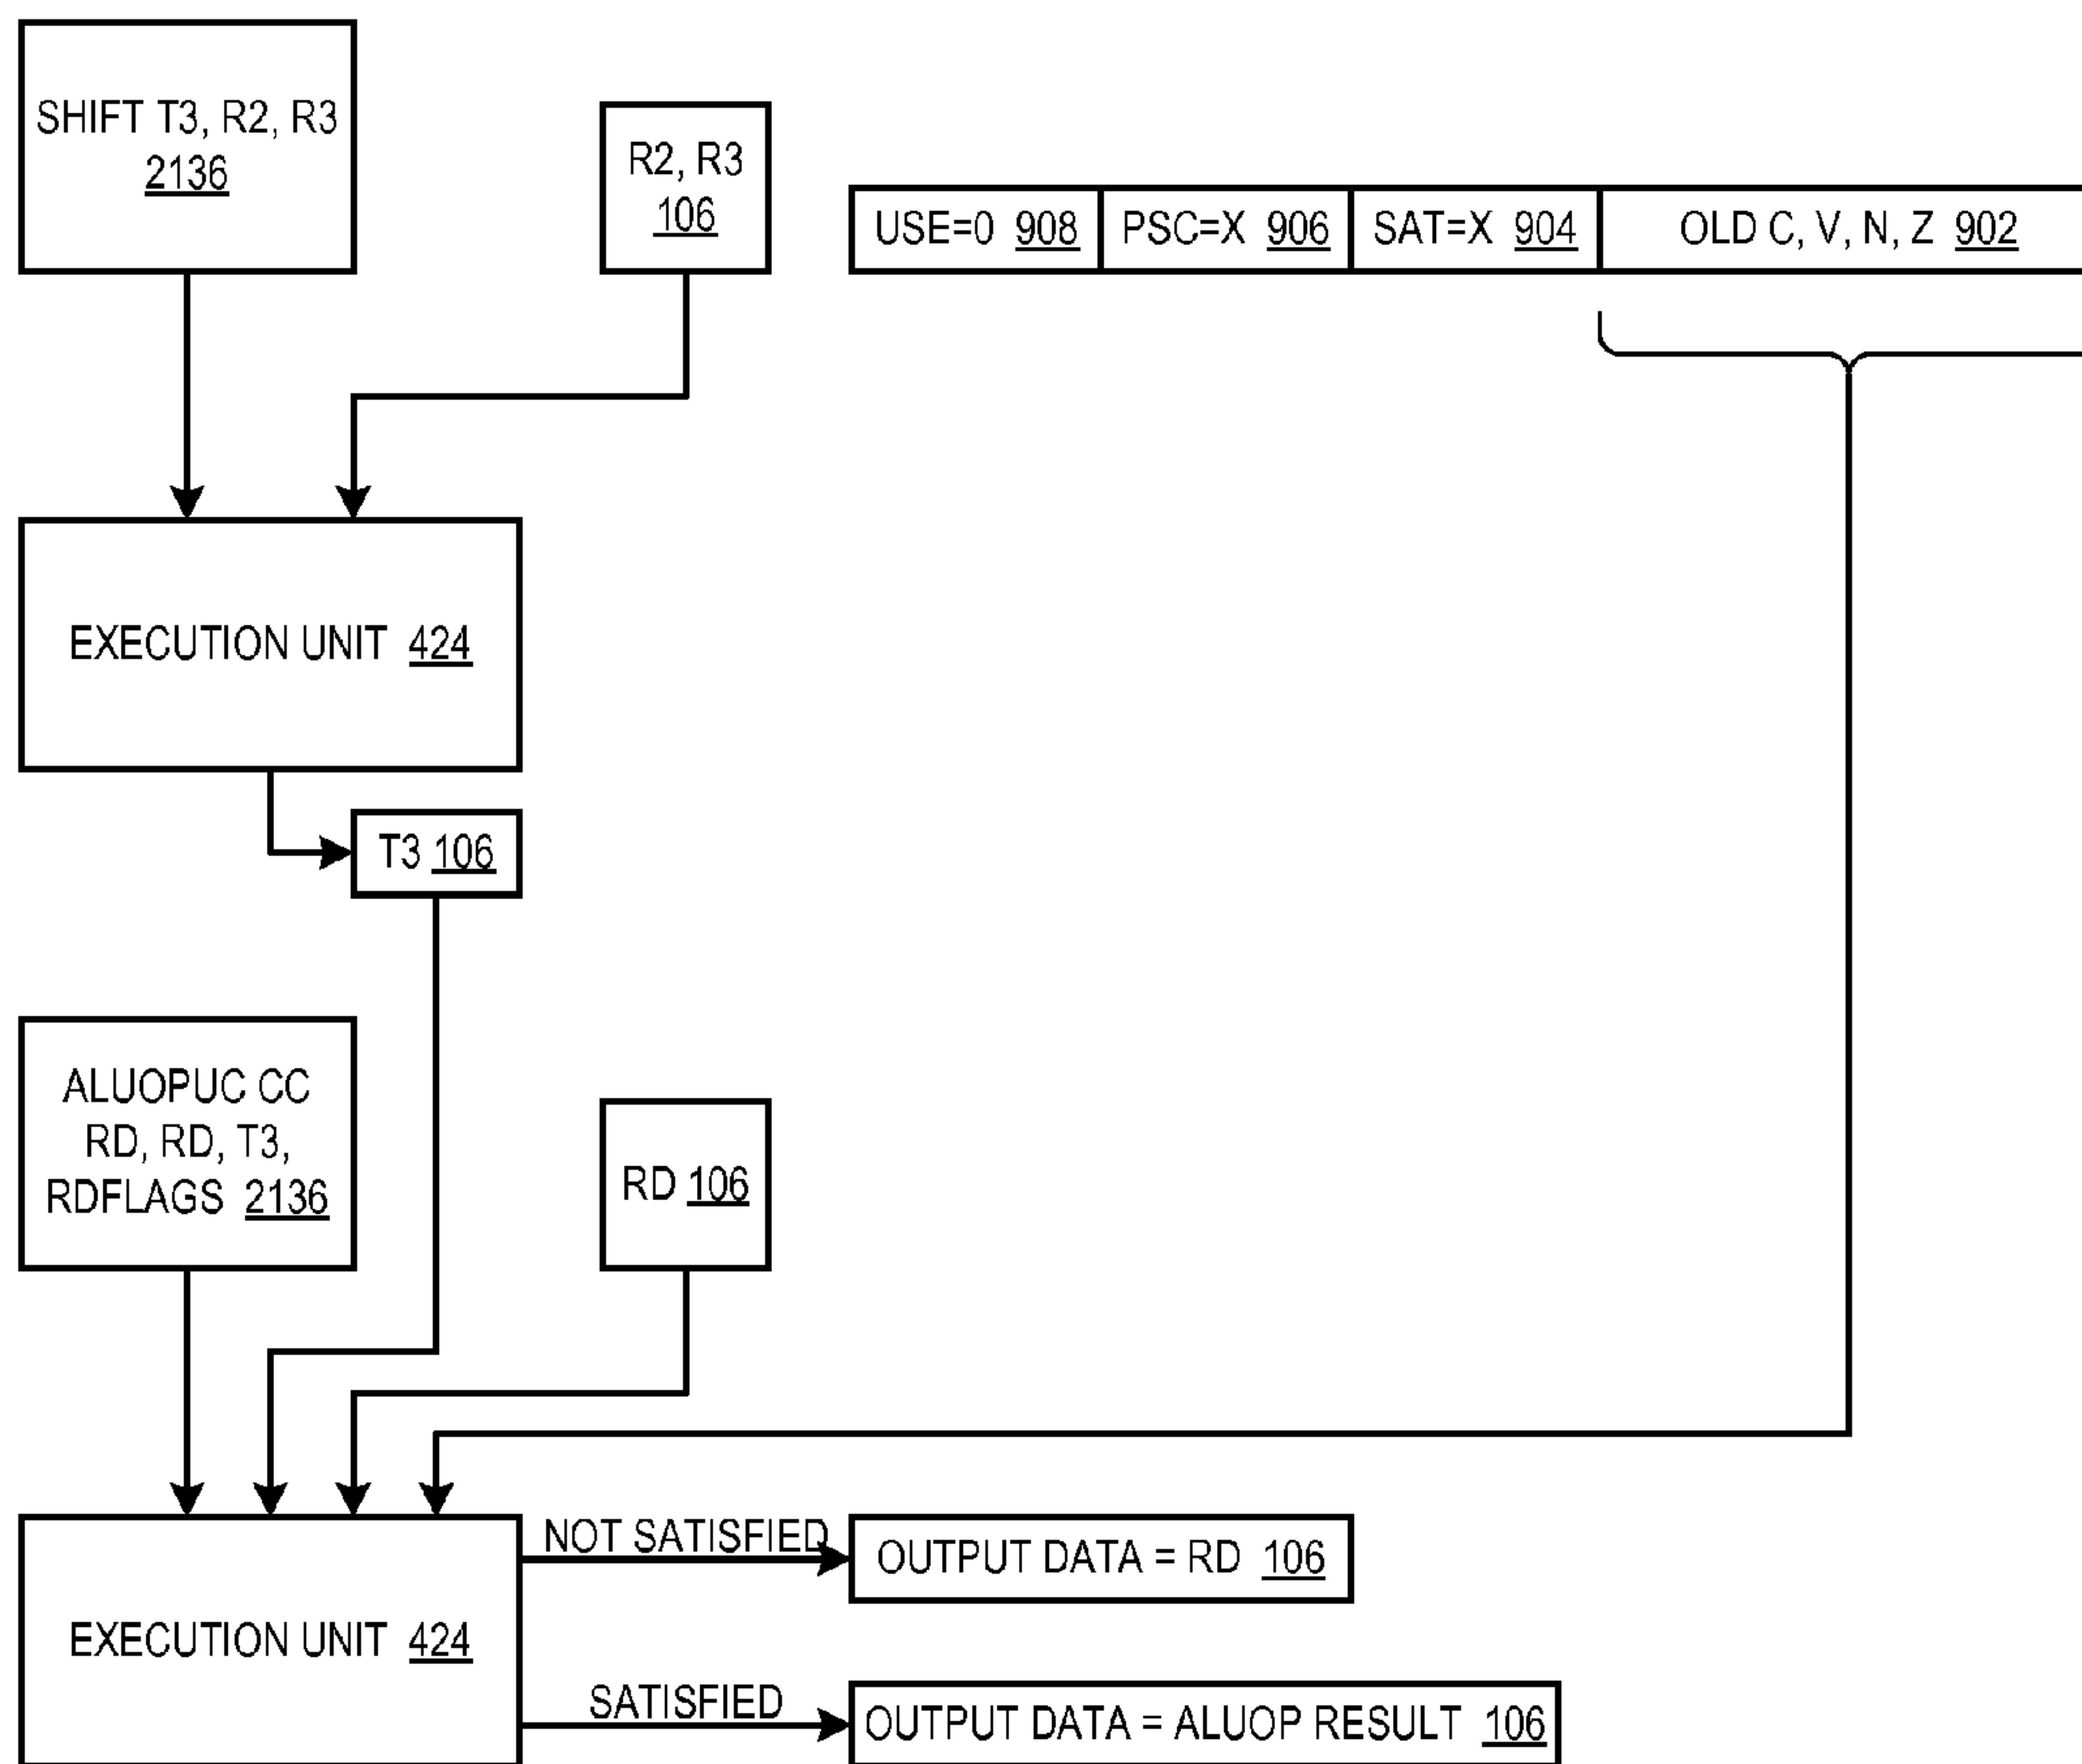 SHIFT T3, R2, R3
2136
R2, R3
106
USE=0 908
PSC=X 906
SAT=X 904
OLD C, V, N, Z 902
EXECUTION UNIT 424
T3 106
ALUOPUC CC
RD, RD, T3,
RDFLAGS 2136
RD 106
EXECUTION UNIT 424
NOT SATISFIED
OUTPUT DATA = RD 106
SATISFIED
OUTPUT DATA = ALUOP RESULT 106